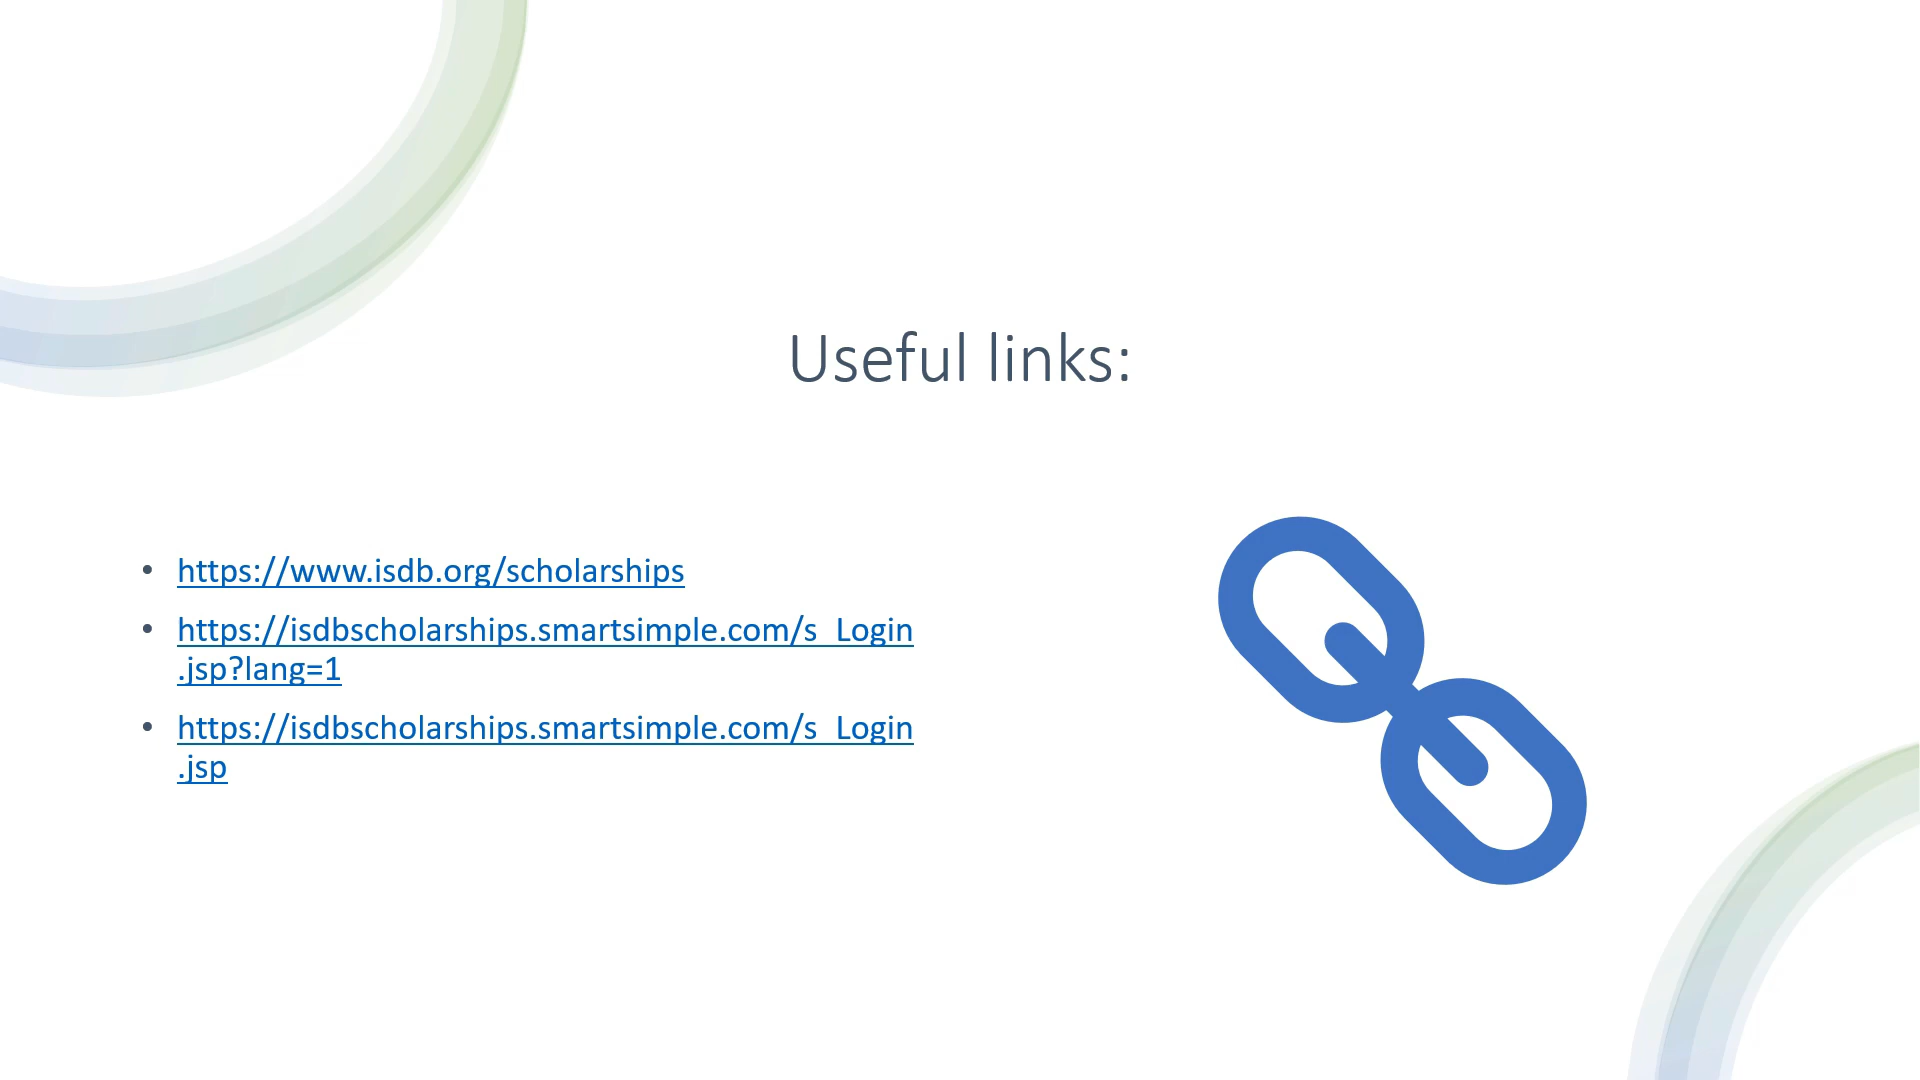 Useful links:
• https://www.isdb.org/scholarships
• https://isdbscholarships.smartsimple.com/s_Login
.jsp?lang=1
• https://isdbscholarships.smartsimple.com/s_Login
.jsp